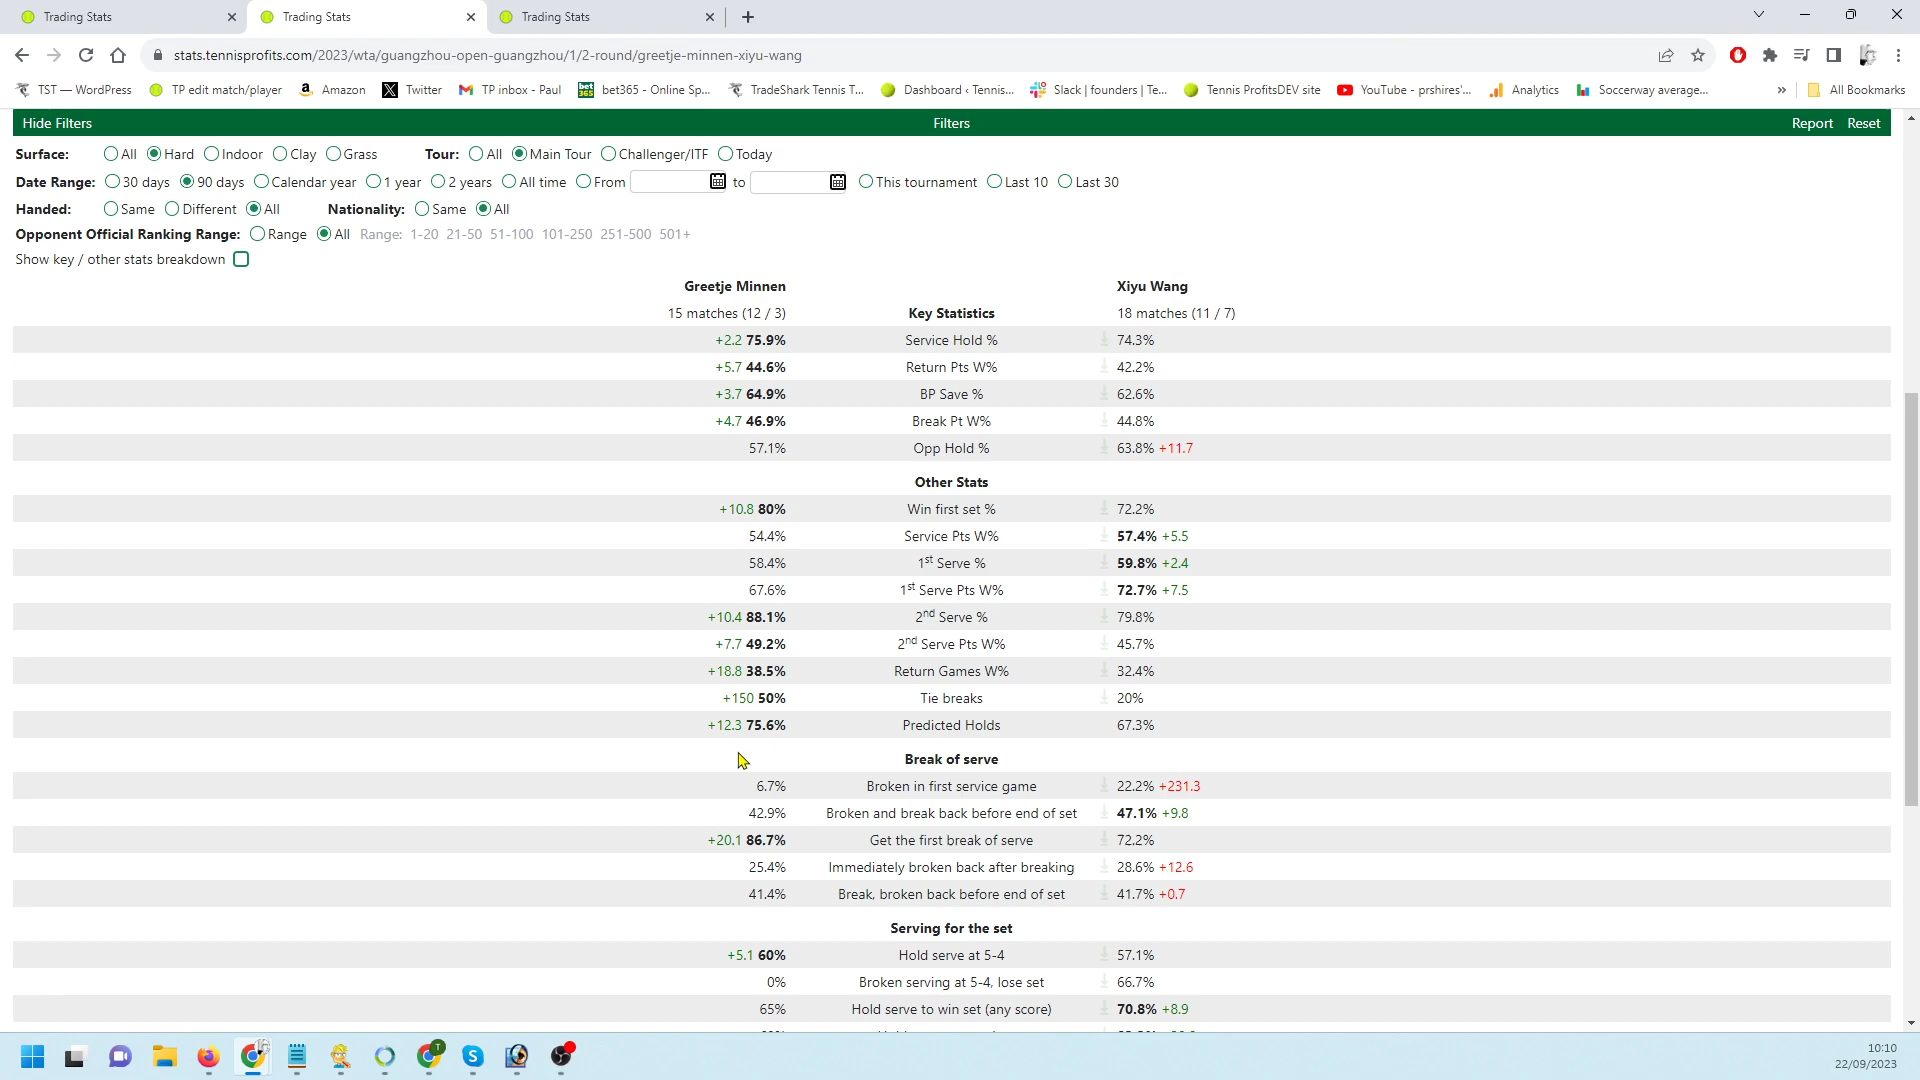 Trading Stats
Trading Stats
Trading Stats
stats.tennisprofits.com/2023/wta/guangzhou-open-guangzhou/1/2-round/greetje-minnen-xiyu-wang
TST — WordPress TP edit match/player Amazon Twitter TP inbox - Paul bet365 - Online Sp... TradeShark Tennis T... Dashboard ‹ Tennis... Slack | founders | Te... Tennis ProfitsDEV site YouTube - prshires'... Analytics Soccerway average... » All Bookmarks
Hide Filters Filters Report Reset
Surface: All Hard Indoor Clay Grass Tour: All Main Tour Challenger/ITF Today
Date Range: 30 days 90 days Calendar year 1 year 2 years All time From to This tournament Last 10 Last 30
Handed: Same Different All Nationality: Same All
Opponent Official Ranking Range: Range All Range: 1-20 21-50 51-100 101-250 251-500 501+
Show key / other stats breakdown
Greetje Minnen Xiyu Wang
15 matches (12 / 3) Key Statistics 18 matches (11 / 7)
+2.2 75.9% Service Hold % 74.3%
+5.7 44.6% Return Pts W% 42.2%
+3.7 64.9% BP Save % 62.6%
+4.7 46.9% Break Pt W% 44.8%
57.1% Opp Hold % 63.8% +11.7
Other Stats
+10.8 80% Win first set % 72.2%
54.4% Service Pts W% 57.4% +5.5
58.4% 1st Serve % 59.8% +2.4
67.6% 1st Serve Pts W% 72.7% +7.5
+10.4 88.1% 2nd Serve % 79.8%
+7.7 49.2% 2nd Serve Pts W% 45.7%
+18.8 38.5% Return Games W% 32.4%
+150 50% Tie breaks 20%
+12.3 75.6% Predicted Holds 67.3%
Break of serve
6.7% Broken in first service game 22.2% +231.3
42.9% Broken and break back before end of set 47.1% +9.8
+20.1 86.7% Get the first break of serve 72.2%
25.4% Immediately broken back after breaking 28.6% +12.6
41.4% Break, broken back before end of set 41.7% +0.7
Serving for the set
+5.1 60% Hold serve at 5-4 57.1%
0% Broken serving at 5-4, lose set 66.7%
65% Hold serve to win set (any score) 70.8% +8.9
10:10
22/09/2023